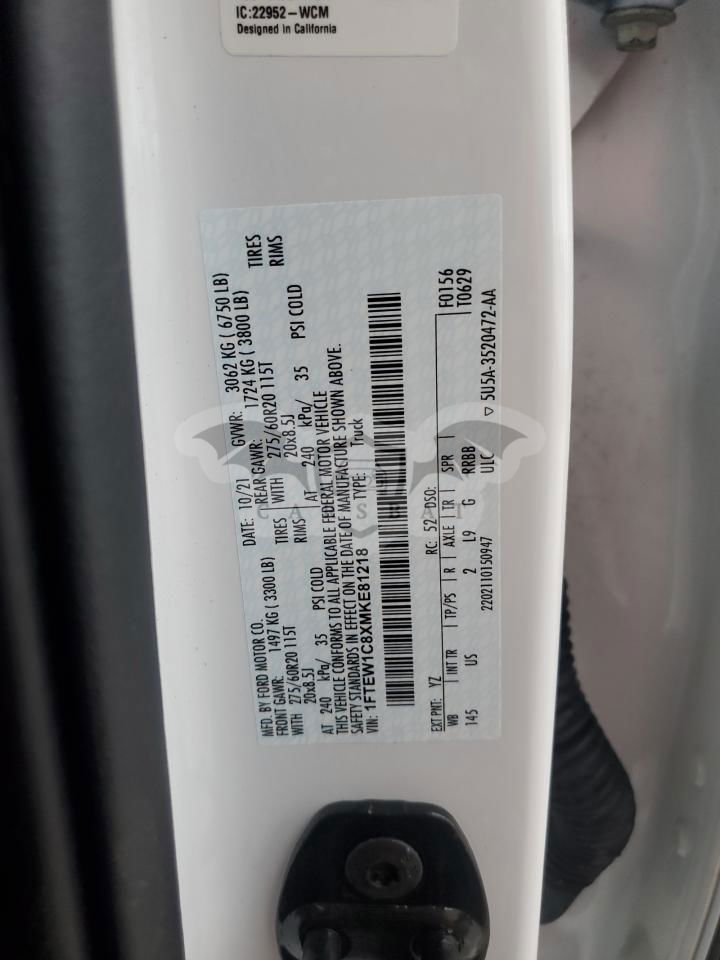 IC:22952-WCM
Designed in California
MFD. BY FORD MOTOR CO.
DATE: 10/21 GVWR: 3062 KG ( 6750 LB)
FRONT GAWR: 1497 KG ( 3300 LB) REAR GAWR: 1724 KG ( 3800 LB)
WITH 275/60R20 115T TIRES WITH 275/60R20 115T TIRES
20x8.5J RIMS 20x8.5J RIMS
AT 240 kPa/ 35 PSI COLD AT 240 kPa/ 35 PSI COLD
THIS VEHICLE CONFORMS TO ALL APPLICABLE FEDERAL MOTOR VEHICLE
SAFETY STANDARDS IN EFFECT ON THE DATE OF MANUFACTURE SHOWN ABOVE.
VIN: 1FTEW1C8XMKE81218 TYPE: Truck
EXT PNT: YZ RC: 52 DSO: F0156
WB INT TR TP/PS R AXLE TR SPR T0629
145 US 2 L9 G RRBB
2202110150947 ULC ▽ 5U5A-3520472-AA
CARSBAT